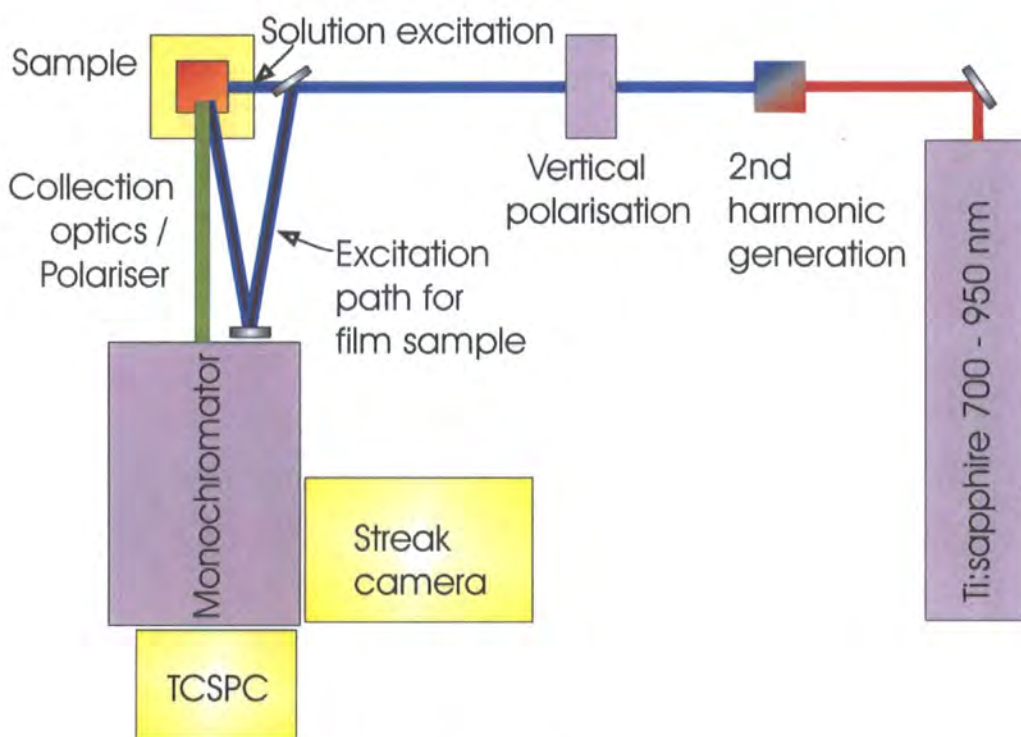 Solution excitation
Sample
Collection
optics /
Polariser
Excitation
path for
film sample
Vertical
polarisation
2nd
harmonic
generation
Ti:sapphire 700 - 950 nm
Monochromator
Streak
camera
TCSPC